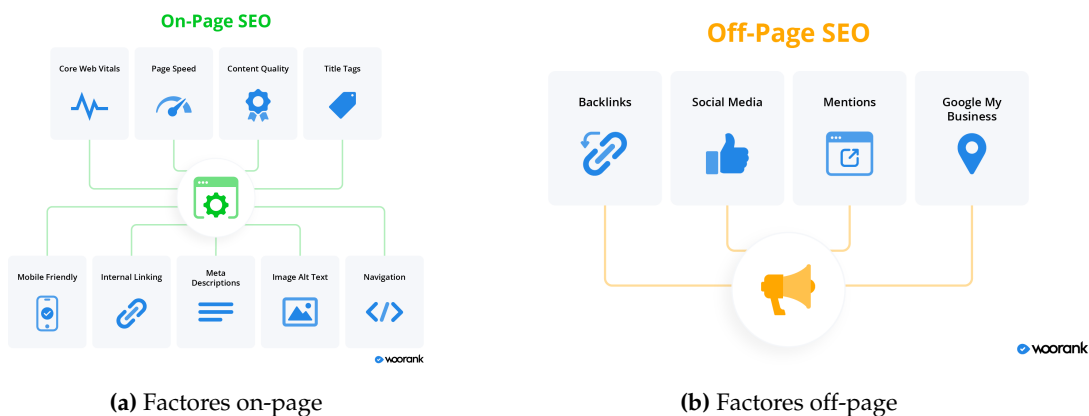 On-Page SEO
Core Web Vitals
Page Speed
Content Quality
Title Tags
Mobile Friendly
Internal Linking
Meta
Descriptions
Image Alt Text
Navigation
woorank
(a) Factores on-page
Off-Page SEO
Backlinks
Social Media
Mentions
Google My
Business
woorank
(b) Factores off-page